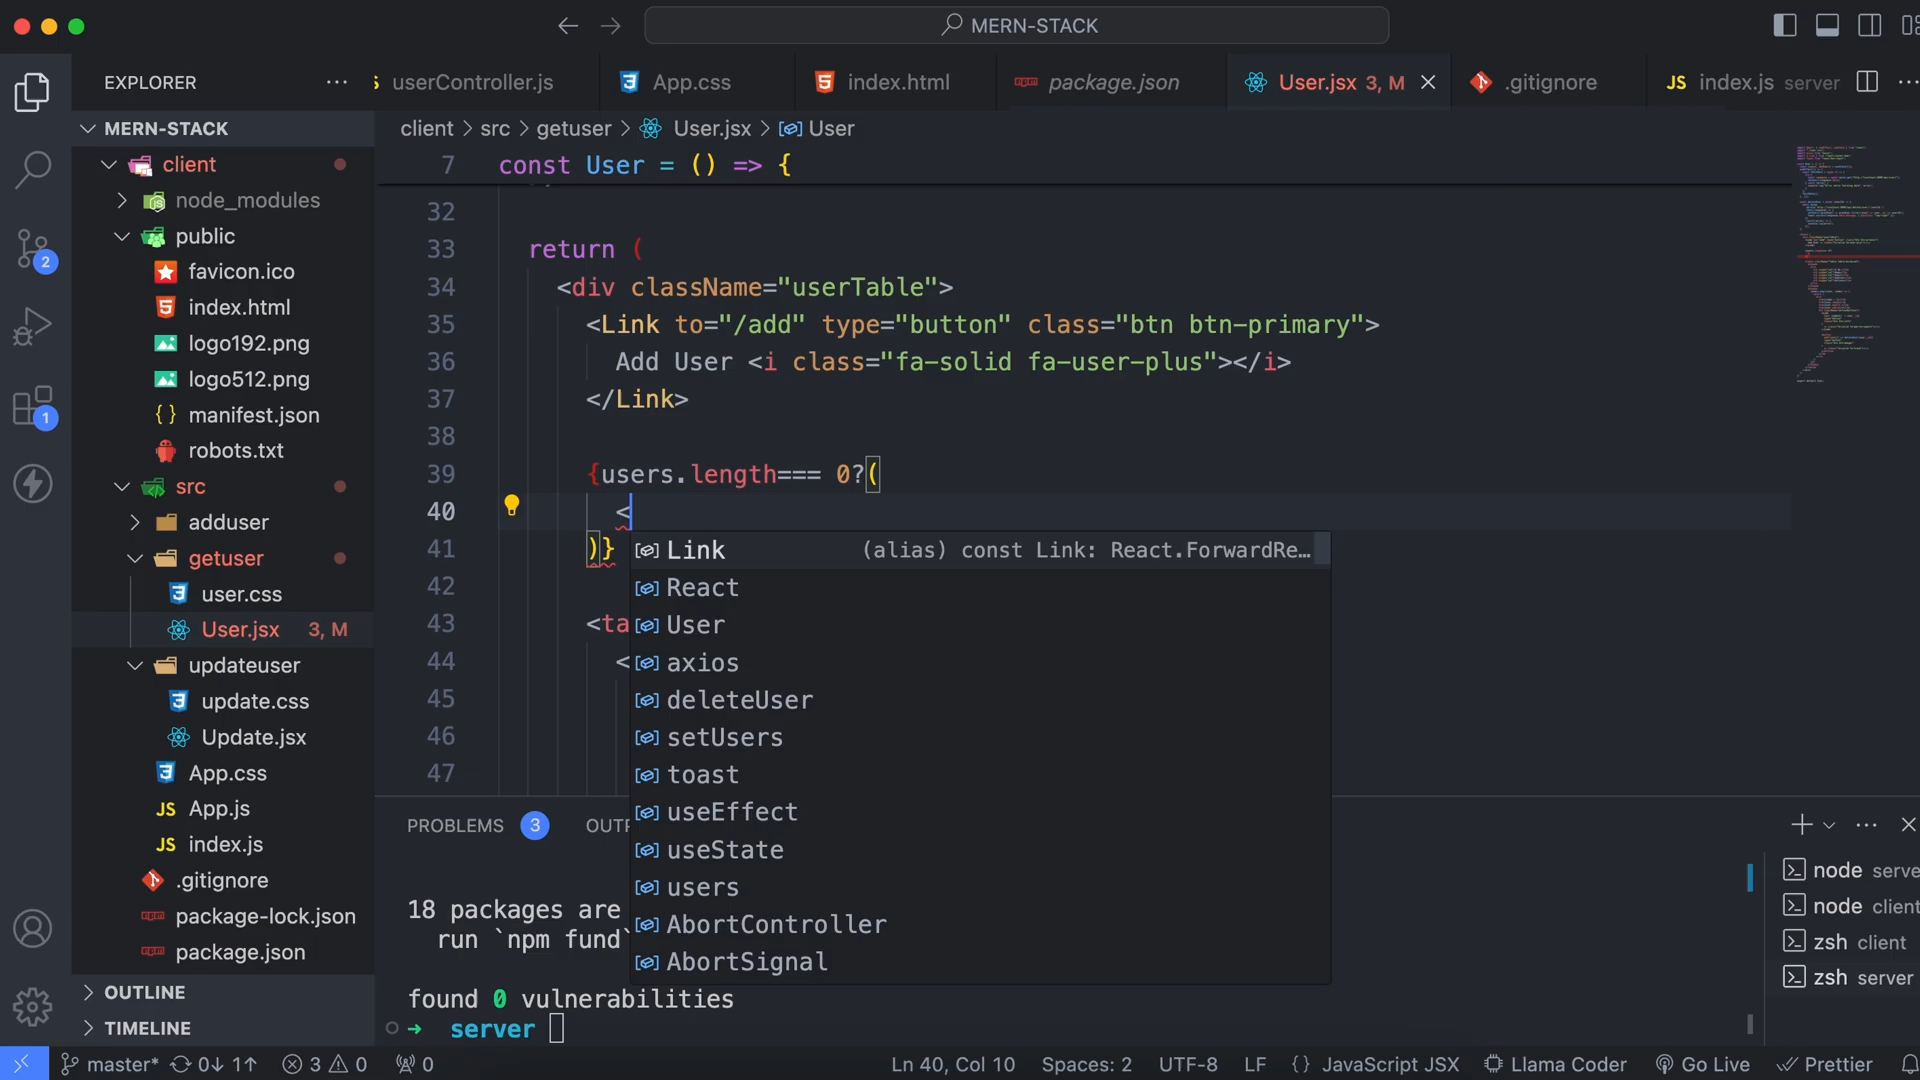 MERN-STACK
EXPLORER
userController.js
App.css
index.html
package.json
User.jsx 3, M
.gitignore
JS index.js server
MERN-STACK
client
node_modules
public
favicon.ico
index.html
logo192.png
logo512.png
{} manifest.json
robots.txt
src
adduser
getuser
user.css
User.jsx 3, M
updateuser
update.css
Update.jsx
App.css
JS App.js
JS index.js
.gitignore
package-lock.json
package.json
OUTLINE
TIMELINE
2
1
client > src > getuser > User.jsx > User
7 const User = () => {
32
33 return (
34 <div className="userTable">
35 <Link to="/add" type="button" class="btn btn-primary">
36 Add User <i class="fa-solid fa-user-plus"></i>
37 </Link>
38
39 {users.length=== 0?(
40 <
41 )}
42
43 <ta
44 <
45
46
47
Link (alias) const Link: React.ForwardRe…
React
User
axios
deleteUser
setUsers
toast
useEffect
useState
users
AbortController
AbortSignal
PROBLEMS 3 OUT
18 packages are
run `npm fund`
found 0 vulnerabilities
➜ server
node serve
node client
zsh client
zsh server
master* 0↓ 1↑ 3 0 0 Ln 40, Col 10 Spaces: 2 UTF-8 LF {} JavaScript JSX Llama Coder Go Live Prettier